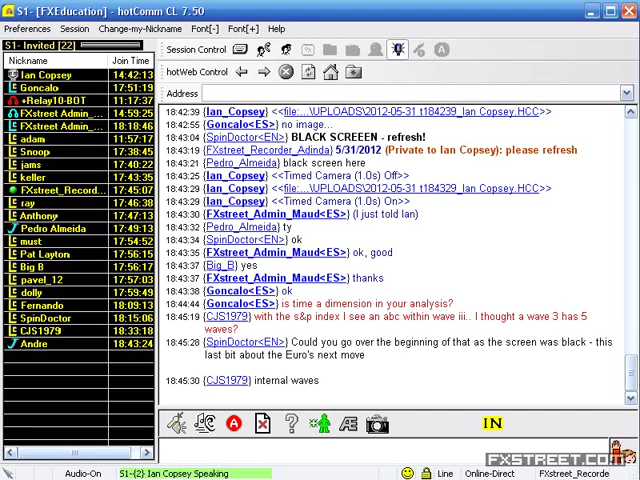 S1- [FXEducation] - hotComm CL 7.50
Preferences Session Change-my-Nickname Font[-] Font[+] Help
S1- Invited [22]
Session Control
Nickname Join Time
hotWeb Control
Address
Ian Copsey 14:42:13
Goncalo 17:51:19
+Relay10-BOT 11:17:37
FXstreet Admin_... 14:59:25
FXstreet Admin_... 18:18:46
adam 11:57:17
Snoop 17:38:45
jams 17:40:22
keller 17:43:35
FXstreet_Recorde... 17:45:07
ray 17:46:38
Anthony 17:47:13
Pedro Almeida 17:49:13
must 17:54:52
Pat Layton 17:56:15
Big B 17:56:17
pavel_12 17:57:03
dolly 17:59:49
Fernando 18:09:13
SpinDoctor 18:15:06
CJS1979 18:33:18
Andre 18:43:24
18:42:39 {Ian_Copsey} <<file:...\UPLOADS\2012-05-31 t184239_Ian Copsey.HCC>>
18:42:55 {Goncalo<ES>} no image...
18:43:04 {SpinDoctor<EN>} BLACK SCREEEN - refresh!
18:43:19 {FXstreet_Recorder_Adinda} 5/31/2012 (Private to Ian Copsey): please refresh
18:43:21 {Pedro_Almeida} black screen here
18:43:25 {Ian_Copsey} <<Timed Camera (1.0s) Off>>
18:43:29 {Ian_Copsey} <<file:...\UPLOADS\2012-05-31 t184329_Ian Copsey.HCC>>
18:43:29 {Ian_Copsey} <<Timed Camera (1.0s) On>>
18:43:30 {FXstreet_Admin_Maud<ES>} (I just told Ian)
18:43:32 {Pedro_Almeida} ty
18:43:34 {SpinDoctor<EN>} ok
18:43:35 {FXstreet_Admin_Maud<ES>} ok, good
18:43:37 {Big_B} yes
18:43:37 {FXstreet_Admin_Maud<ES>} thanks
18:43:38 {Goncalo<ES>} ok
18:44:44 {Goncalo<ES>} is time a dimension in your analysis?
18:45:19 {CJS1979} with the s&p index I see an abc within wave iii.. I thought a wave 3 has 5
waves?
18:45:28 {SpinDoctor<EN>} Could you go over the beginning of that as the screen was black - this
last bit about the Euro's next move
18:45:30 {CJS1979} internal waves
IN
FXSTREET.COM
Audio-On S1-{2} Ian Copsey Speaking Line Online-Direct FXstreet_Recorde